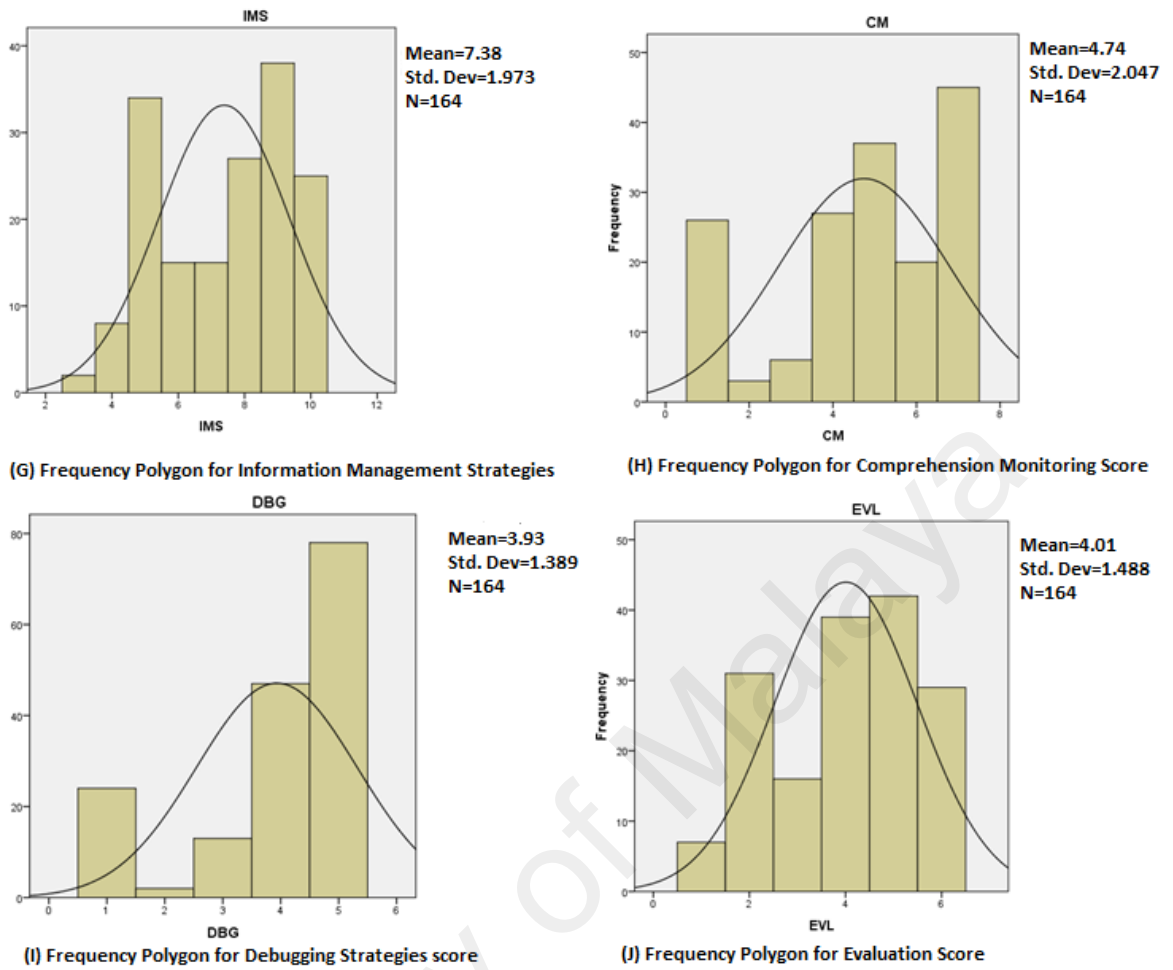 IMS
40
30
20
10
0
2 4 6 8 10 12
IMS
Mean=7.38
Std. Dev=1.973
N=164
(G) Frequency Polygon for Information Management Strategies
CM
Frequency
50
40
30
20
10
0
0 2 4 6 8
CM
Mean=4.74
Std. Dev=2.047
N=164
(H) Frequency Polygon for Comprehension Monitoring Score
DBG
80
60
40
20
0
0 1 2 3 4 5 6
DBG
Mean=3.93
Std. Dev=1.389
N=164
(I) Frequency Polygon for Debugging Strategies score
EVL
Frequency
50
40
30
20
10
0
0 2 4 6
EVL
Mean=4.01
Std. Dev=1.488
N=164
(J) Frequency Polygon for Evaluation Score
of Malaya